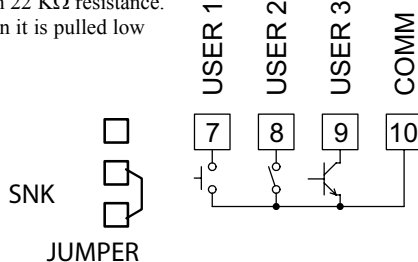 n 22 KΩ resistance.
n it is pulled low
USER 1
USER 2
USER 3
COMM
7
8
9
10
SNK
JUMPER